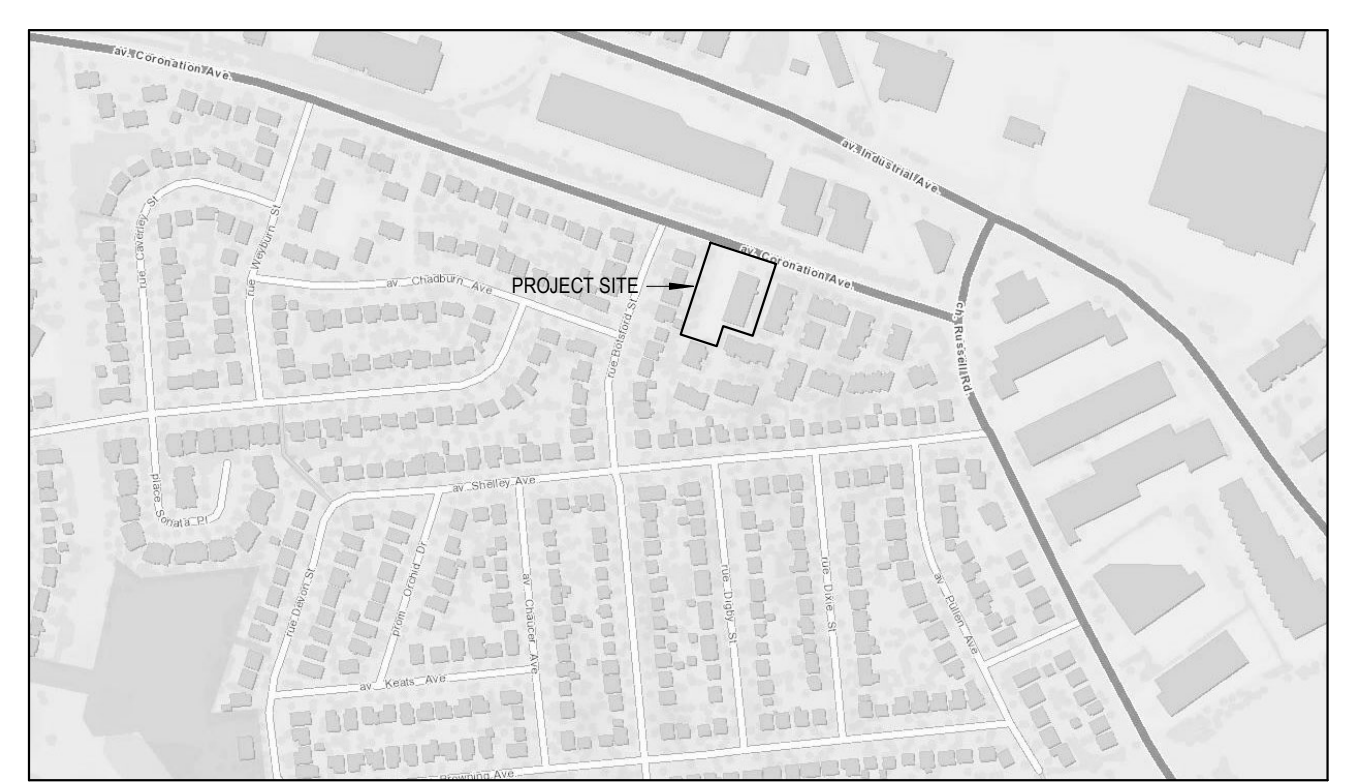 av. Coronation Ave.
av. Industrial Ave.
rue Caverley St
rue Weyburn St
av. Coronation Ave.
PROJECT SITE
av Chadburn Ave
rue Botsford St
ch. Russell Rd.
av Shelley Ave
place Sonata Pl
rue Devon St
prom Orchid Dr
av Chaucer Ave
rue Digby St
rue Dixie St
av Pullen Ave
av Keats Ave
Browning Ave